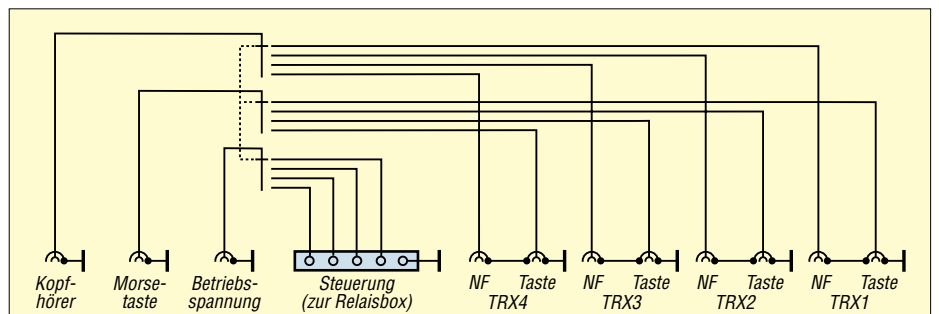 Kopf-
hörer
Morse-
taste
Betriebs-
spannung
Steuerung
(zur Relaisbox)
NF Taste
TRX4
NF Taste
TRX3
NF Taste
TRX2
NF Taste
TRX1